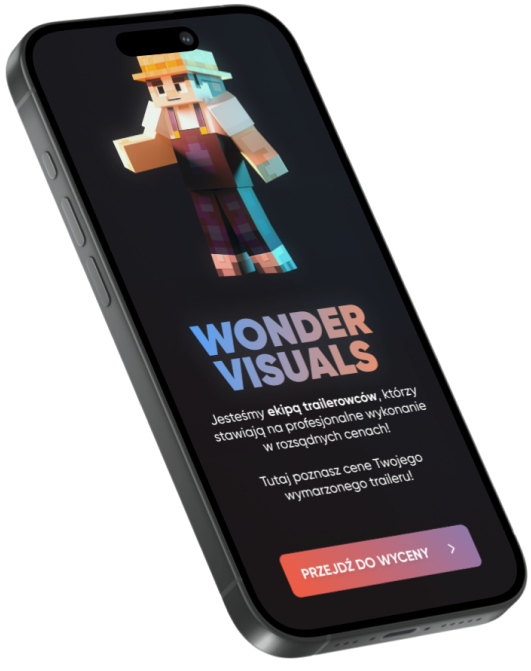 WONDER
VISUALS
Jesteśmy ekipą trailerowców, którzy
stawiają na profesjonalne wykonanie
w rozsądnych cenach!
Tutaj poznasz cene Twojego
wymarzonego traileru!
PRZEJDŹ DO WYCENY